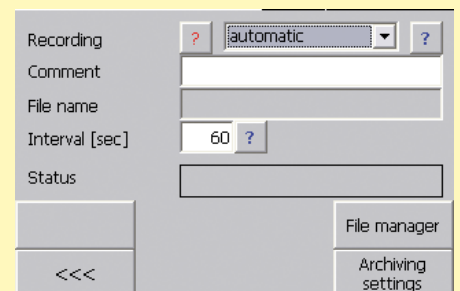 Recording ? automatic ?
Comment
File name
Interval [sec] 60 ?
Status
File manager
<<< Archiving
settings